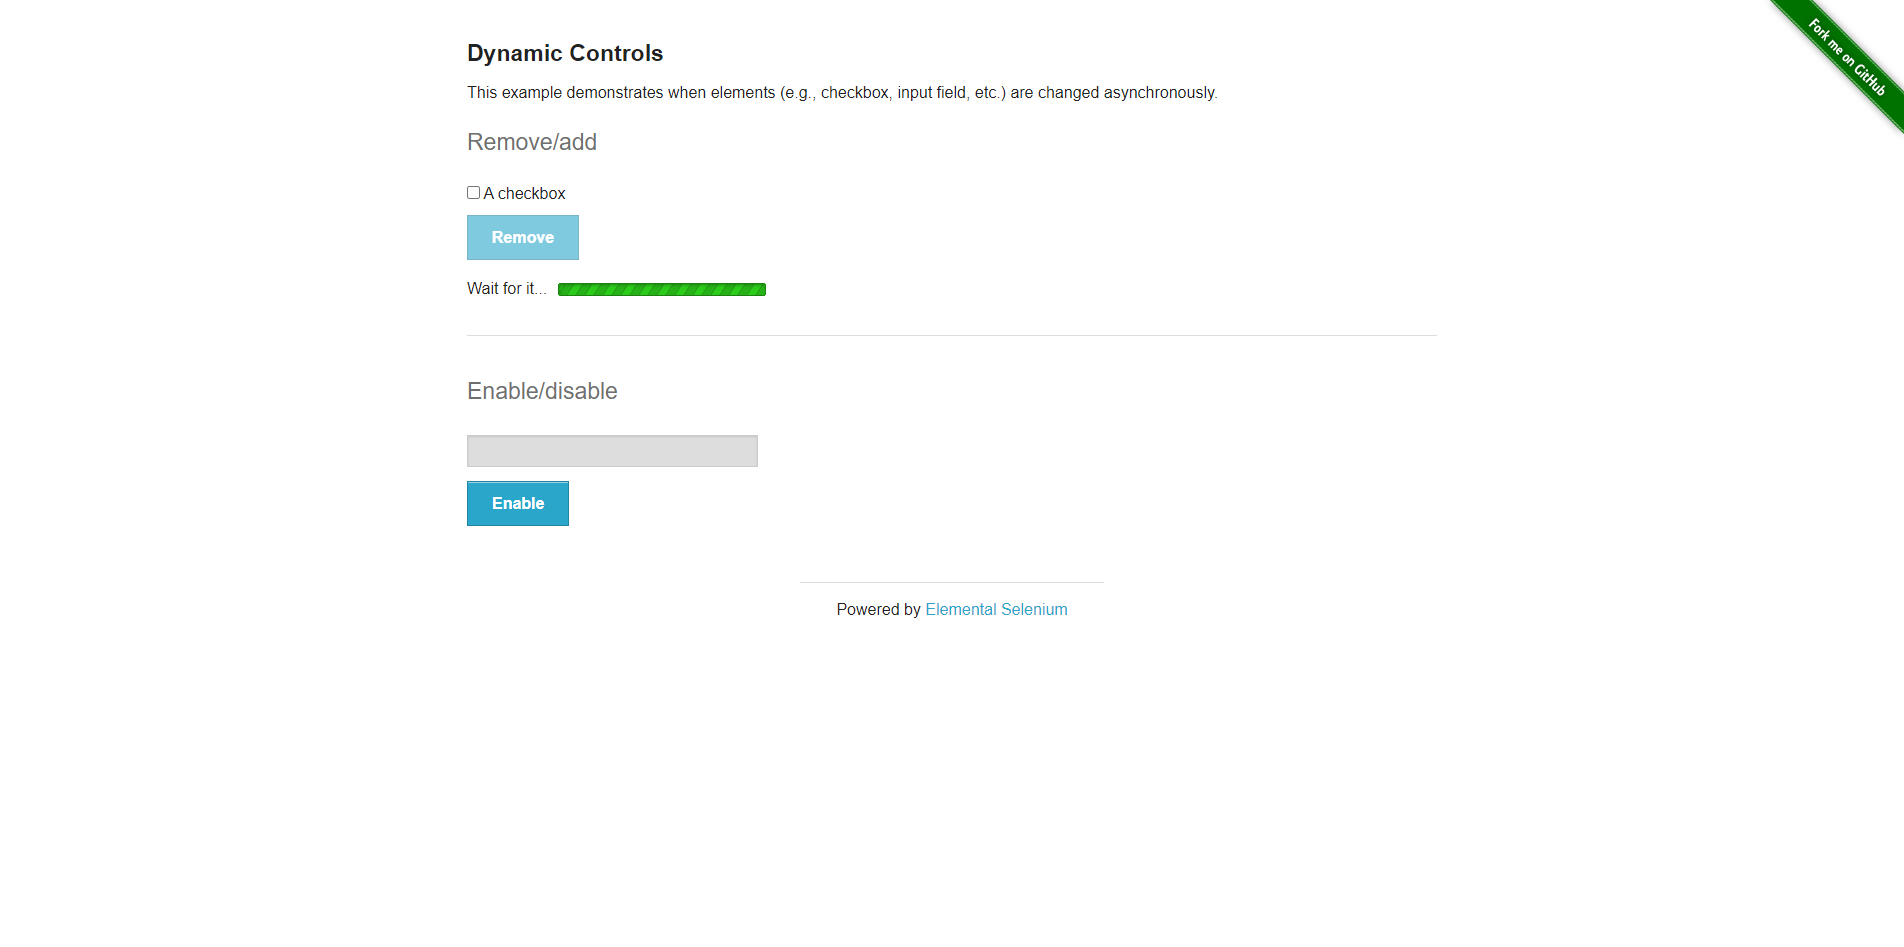 Fork me on GitHub
Dynamic Controls
This example demonstrates when elements (e.g., checkbox, input field, etc.) are changed asynchronously.
Remove/add
A checkbox
Remove
Wait for it...
Enable/disable
Enable
Powered by Elemental Selenium